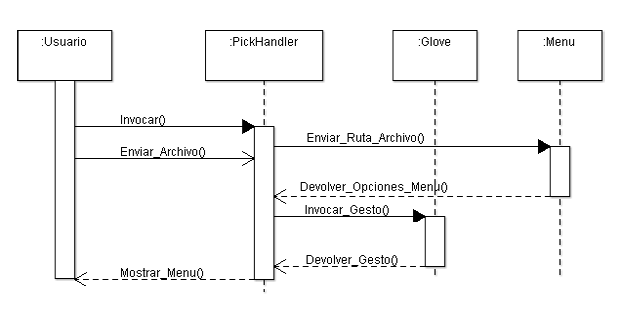 :Usuario
:PickHandler
:Glove
:Menu
Invocar()
Enviar_Ruta_Archivo()
Enviar_Archivo()
Devolver_Opciones_Menu()
Invocar_Gesto()
Devolver_Gesto()
Mostrar_Menu()